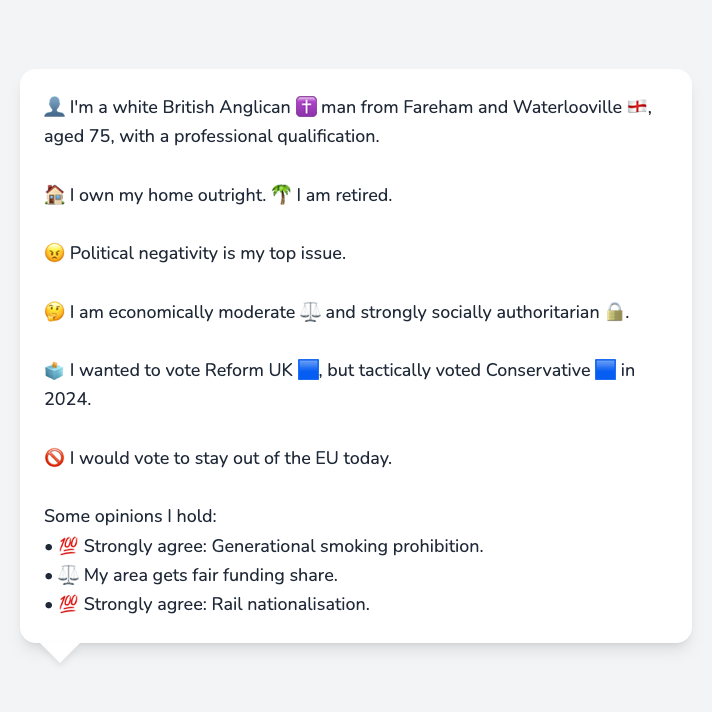 👤 I'm a white British Anglican ✝️ man from Fareham and Waterlooville 🏴󠁧󠁢󠁥󠁮󠁧󠁿,
aged 75, with a professional qualification.
🏠 I own my home outright. 🌴 I am retired.
😠 Political negativity is my top issue.
🤔 I am economically moderate ⚖️ and strongly socially authoritarian 🔒.
🗳️ I wanted to vote Reform UK 🟦, but tactically voted Conservative 🟦 in
2024.
🚫 I would vote to stay out of the EU today.
Some opinions I hold:
• 💯 Strongly agree: Generational smoking prohibition.
• ⚖️ My area gets fair funding share.
• 💯 Strongly agree: Rail nationalisation.